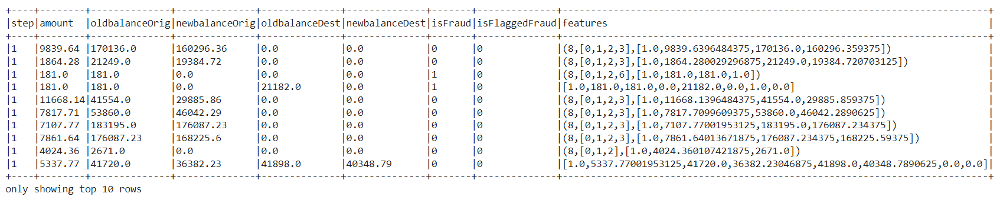 +----+--------+--------------+--------------+--------------+--------------+-------+--------------+-------------------------------------------------------------------------+
|step|amount  |oldbalanceOrig|newbalanceOrig|oldbalanceDest|newbalanceDest|isFraud|isFlaggedFraud|features                                                                 |
+----+--------+--------------+--------------+--------------+--------------+-------+--------------+-------------------------------------------------------------------------+
|1   |9839.64 |170136.0      |160296.36     |0.0           |0.0           |0      |0             |(8,[0,1,2,3],[1.0,9839.6396484375,170136.0,160296.359375])               |
|1   |1864.28 |21249.0       |19384.72      |0.0           |0.0           |0      |0             |(8,[0,1,2,3],[1.0,1864.280029296875,21249.0,19384.720703125])            |
|1   |181.0   |181.0         |0.0           |0.0           |0.0           |1      |0             |(8,[0,1,2,6],[1.0,181.0,181.0,1.0])                                      |
|1   |181.0   |181.0         |0.0           |21182.0       |0.0           |1      |0             |[1.0,181.0,181.0,0.0,21182.0,0.0,1.0,0.0]                                |
|1   |11668.14|41554.0       |29885.86      |0.0           |0.0           |0      |0             |(8,[0,1,2,3],[1.0,11668.1396484375,41554.0,29885.859375])                |
|1   |7817.71 |53860.0       |46042.29      |0.0           |0.0           |0      |0             |(8,[0,1,2,3],[1.0,7817.7099609375,53860.0,46042.2890625])                |
|1   |7107.77 |183195.0      |176087.23     |0.0           |0.0           |0      |0             |(8,[0,1,2,3],[1.0,7107.77001953125,183195.0,176087.234375])              |
|1   |7861.64 |176087.23     |168225.6      |0.0           |0.0           |0      |0             |(8,[0,1,2,3],[1.0,7861.64013671875,176087.234375,168225.59375])          |
|1   |4024.36 |2671.0        |0.0           |0.0           |0.0           |0      |0             |(8,[0,1,2],[1.0,4024.360107421875,2671.0])                               |
|1   |5337.77 |41720.0       |36382.23      |41898.0       |40348.79      |0      |0             |[1.0,5337.77001953125,41720.0,36382.23046875,41898.0,40348.7890625,0.0,0.0]|
+----+--------+--------------+--------------+--------------+--------------+-------+--------------+-------------------------------------------------------------------------+
only showing top 10 rows